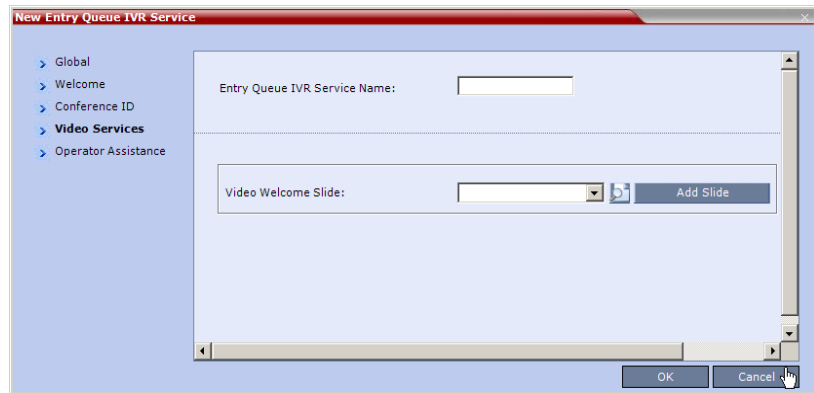 New Entry Queue IVR Service
Global
Welcome
Conference ID
Video Services
Operator Assistance
Entry Queue IVR Service Name:
Video Welcome Slide:
Add Slide
OK
Cancel